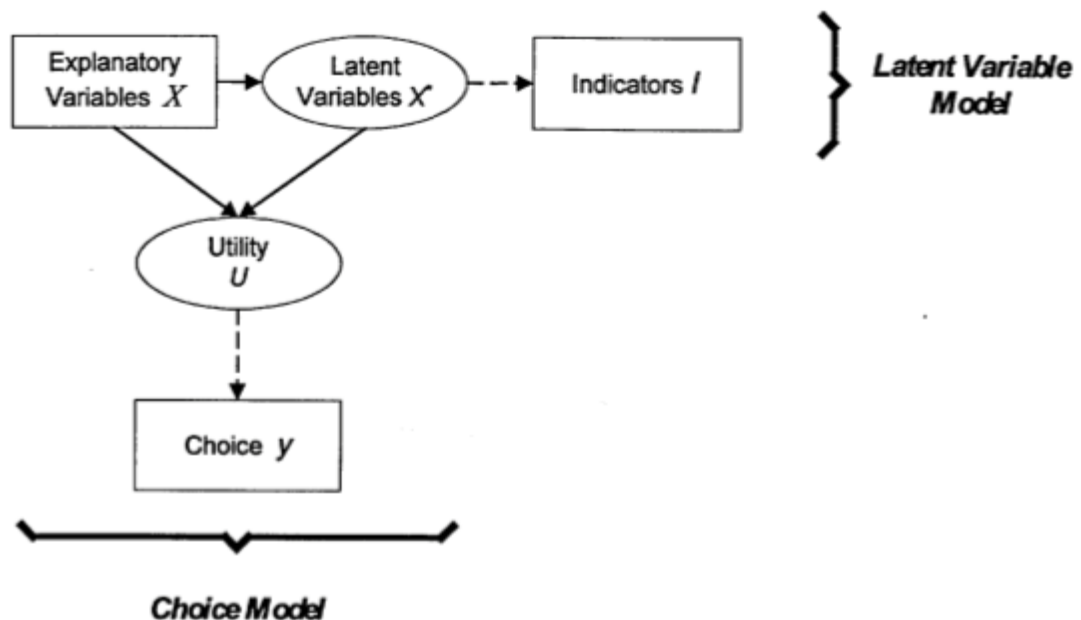 Explanatory
Variables X
Latent
Variables X*
Indicators I
Latent Variable
Model
Utility
U
Choice y
Choice Model